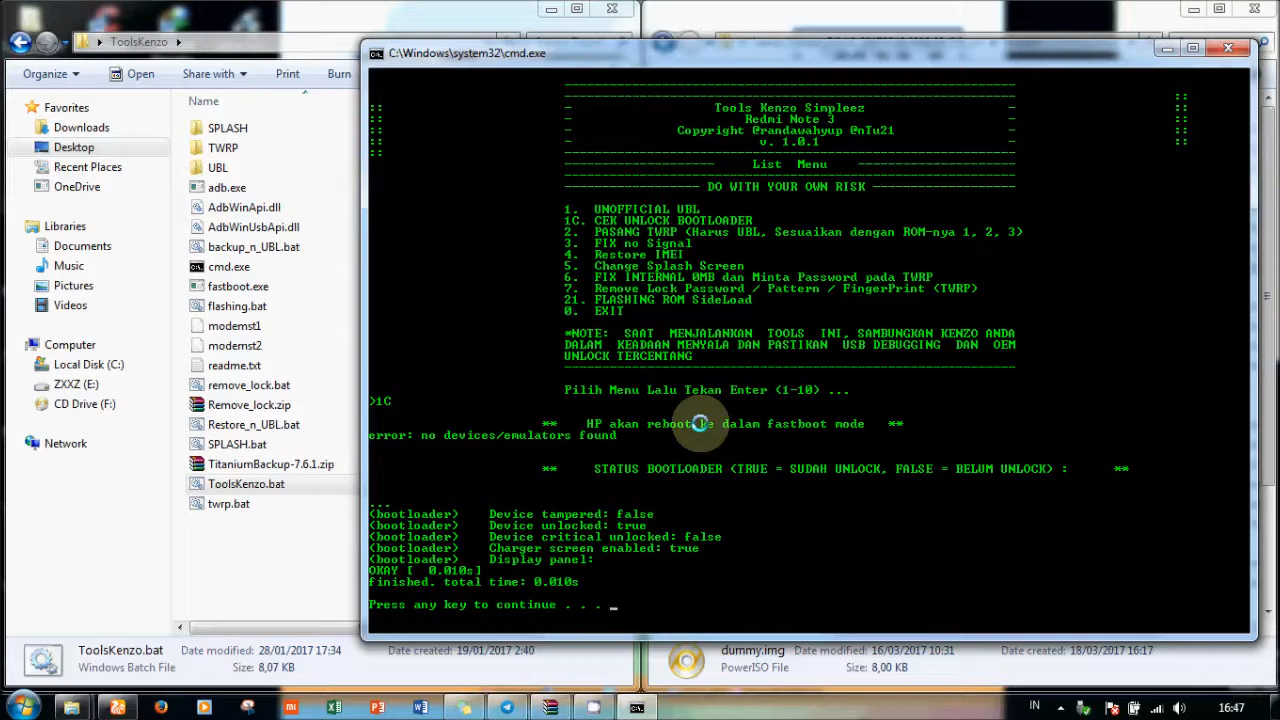 C:\Windows\system32\cmd.exe
ToolsKenzo
Organize
Open
Share with
Print
Burn
Favorites
Downloads
Desktop
Recent Places
OneDrive
Libraries
Documents
Music
Pictures
Videos
Computer
Local Disk (C:)
ZXXZ (E:)
CD Drive (F:)
Network
Name
SPLASH
TWRP
UBL
adb.exe
AdbWinApi.dll
AdbWinUsbApi.dll
backup_n_UBL.bat
cmd.exe
fastboot.exe
flashing.bat
modemst1
modemst2
readme.txt
remove_lock.bat
Remove_lock.zip
Restore_n_UBL.bat
SPLASH.bat
TitaniumBackup-7.6.1.zip
ToolsKenzo.bat
twrp.bat
Tools Kenzo Simpleez
Redmi Note 3
Copyright @randawahyup @nTu21
v. 1.0.1
List Menu
DO WITH YOUR OWN RISK
1. UNOFFICIAL UBL
1C. CEK UNLOCK BOOTLOADER
2. PASANG TWRP (Harus UBL, Sesuaikan dengan ROM-nya 1, 2, 3)
3. FIX no Signal
4. Restore IMEI
5. Change Splash Screen
6. FIX INTERNAL 0MB dan Minta Password pada TWRP
7. Remove Lock Password / Pattern / FingerPrint (TWRP)
21. FLASHING ROM SideLoad
0. EXIT
*NOTE: SAAT MENJALANKAN TOOLS INI, SAMBUNGKAN KENZO ANDA
DALAM KEADAAN MENYALA DAN PASTIKAN USB DEBUGGING DAN OEM
UNLOCK TERCENTANG
Pilih Menu Lalu Tekan Enter (1-10) ...
>1C
** HP akan reboot ke dalam fastboot mode **
error: no devices/emulators found
** STATUS BOOTLOADER (TRUE = SUDAH UNLOCK, FALSE = BELUM UNLOCK) : **
...
(bootloader) Device tampered: false
(bootloader) Device unlocked: true
(bootloader) Device critical unlocked: false
(bootloader) Charger screen enabled: true
(bootloader) Display panel:
OKAY [ 0.010s]
finished. total time: 0.010s
Press any key to continue . . . _
ToolsKenzo.bat Date modified: 28/01/2017 17:34 Date created: 19/01/2017 2:40
Windows Batch File Size: 8,07 KB
dummy.img Date modified: 16/03/2017 10:31 Date created: 18/03/2017 16:17
PowerISO File Size: 8,00 KB
IN
16:47